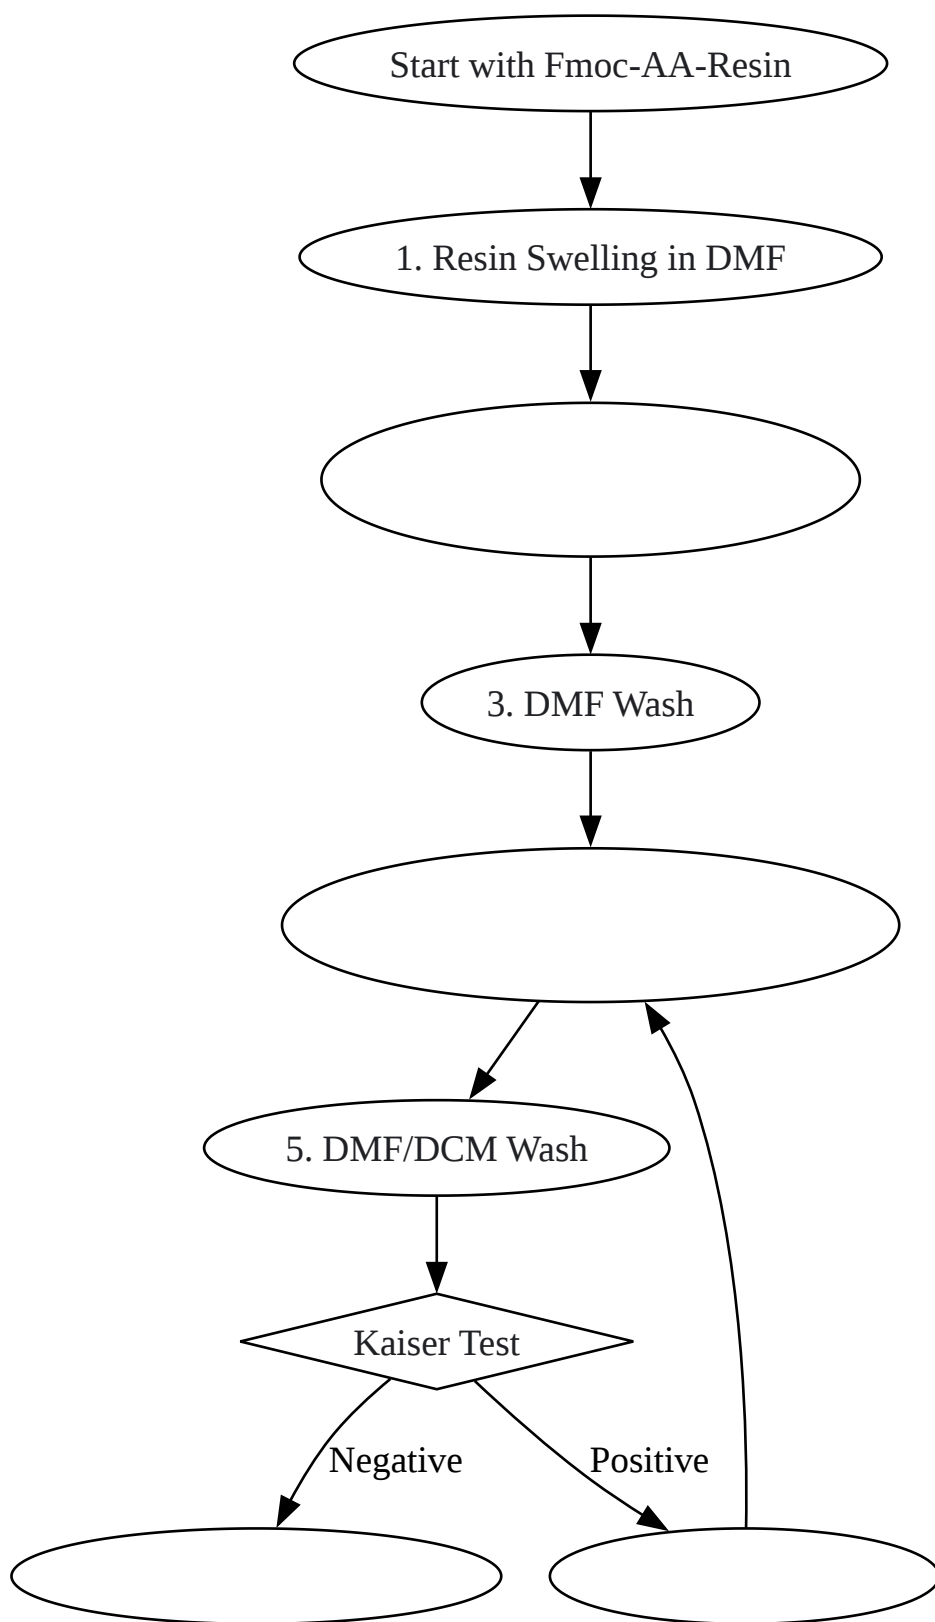 Start with Fmoc-AA-Resin
1. Resin Swelling in DMF
3. DMF Wash
5. DMF/DCM Wash
Kaiser Test
Negative
Positive